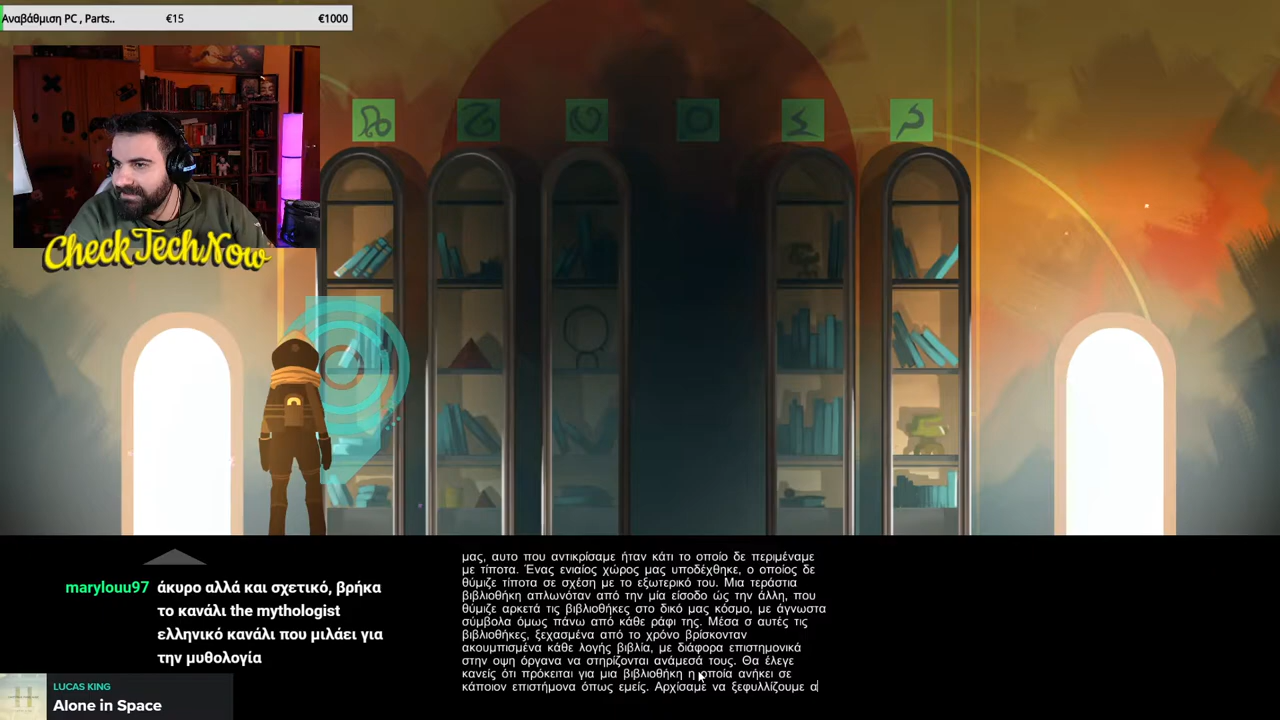 Αναβάθμιση PC , Parts.. €15 €1000
CheckTechNow
marylouu97 άκυρο αλλά και σχετικό, βρήκα
το κανάλι the mythologist
ελληνικό κανάλι που μιλάει για
την μυθολογία
LUCAS KING
Alone in Space
μας, αυτο που αντικρίσαμε ήταν κάτι το οποίο δε περιμέναμε
με τίποτα. Ένας ενιαίος χώρος μας υποδέχθηκε, ο οποίος δε
θύμιζε τίποτα σε σχέση με το εξωτερικό του. Μια τεράστια
βιβλιοθήκη απλωνόταν από την μία είσοδο ώς την άλλη, που
θύμιζε αρκετά τις βιβλιοθήκες στο δικό μας κόσμο, με άγνωστα
σύμβολα όμως πάνω από κάθε ράφι της. Μέσα σ αυτές τις
βιβλιοθήκες, ξεχασμένα από το χρόνο βρίσκονταν
ακουμπισμένα κάθε λογής βιβλία, με διάφορα επιστημονικά
στην οψη όργανα να στηρίζονται ανάμεσά τους. Θα έλεγε
κανείς ότι πρόκειται για μια βιβλιοθήκη η οποία ανήκει σε
κάποιον επιστήμονα όπως εμείς. Αρχίσαμε να ξεφυλλίζουμε α